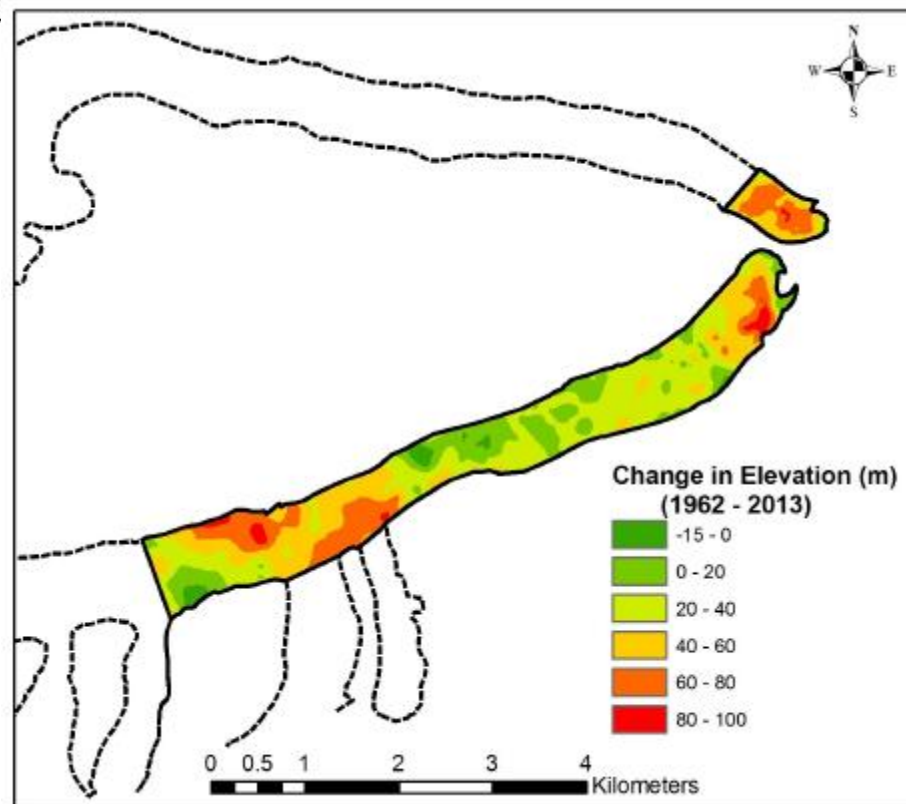 N
W E
S
Change in Elevation (m)
(1962 - 2013)
-15 - 0
0 - 20
20 - 40
40 - 60
60 - 80
80 - 100
0 0.5 1 2 3 4
Kilometers